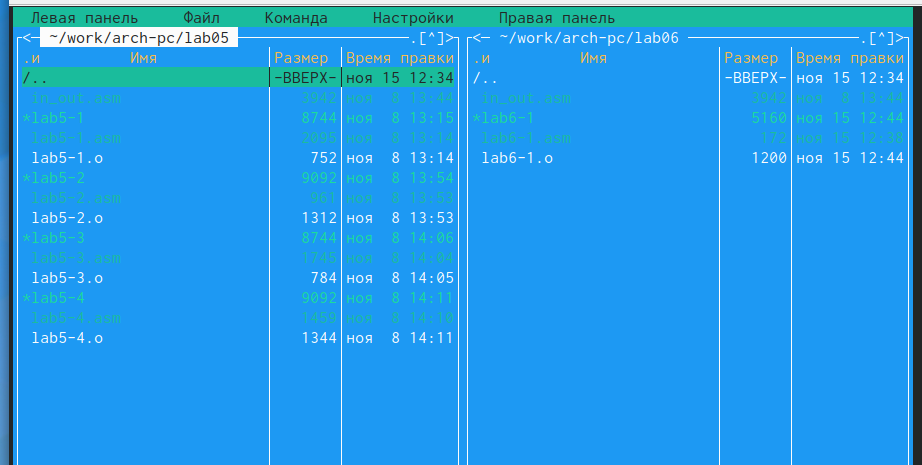 Левая панель Файл Команда Настройки Правая панель
<─ ~/work/arch-pc/lab05 .[^]>
.и Имя Размер Время правки
/.. -ВВЕРХ- ноя 15 12:34
in_out.asm 3942 ноя 8 13:44
*lab5-1 8744 ноя 8 13:15
lab5-1.asm 2095 ноя 8 13:14
lab5-1.o 752 ноя 8 13:14
*lab5-2 9092 ноя 8 13:54
lab5-2.asm 961 ноя 8 13:53
lab5-2.o 1312 ноя 8 13:53
*lab5-3 8744 ноя 8 14:06
lab5-3.asm 1745 ноя 8 14:04
lab5-3.o 784 ноя 8 14:05
*lab5-4 9092 ноя 8 14:11
lab5-4.asm 1459 ноя 8 14:10
lab5-4.o 1344 ноя 8 14:11
<─ ~/work/arch-pc/lab06 .[^]>
.и Имя Размер Время правки
/.. -ВВЕРХ- ноя 15 12:34
in_out.asm 3942 ноя 8 13:44
*lab6-1 5160 ноя 15 12:44
lab6-1.asm 172 ноя 15 12:38
lab6-1.o 1200 ноя 15 12:44